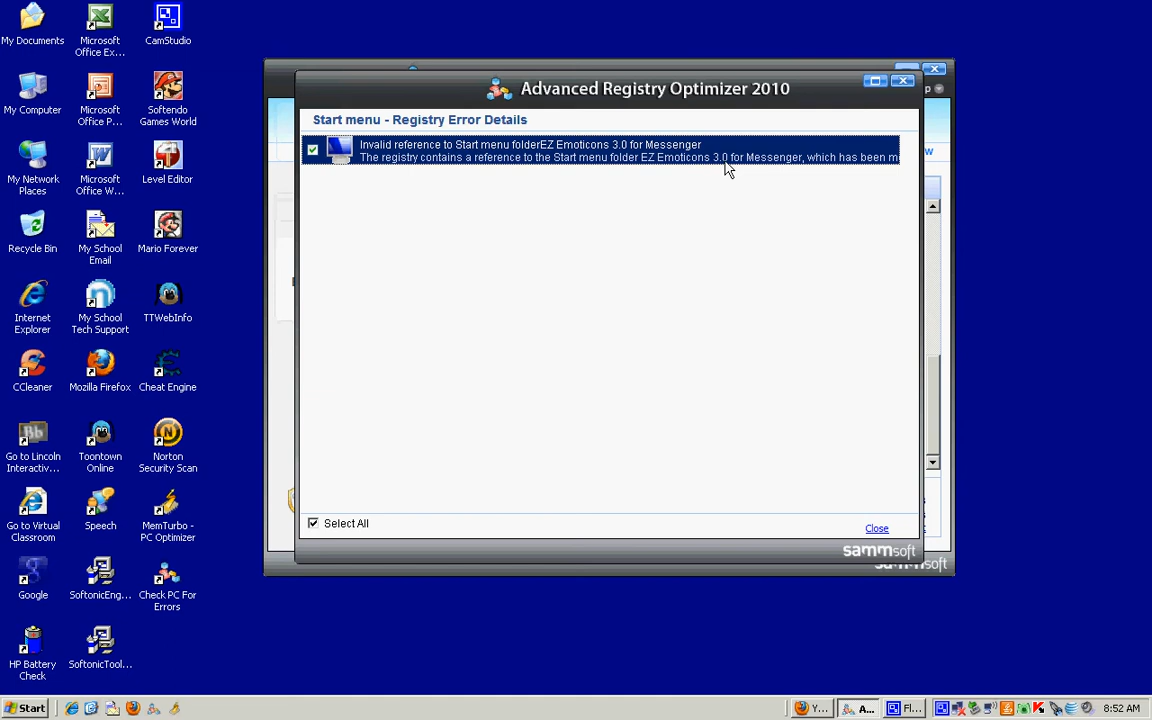 My Documents
Microsoft
Office Ex...
CamStudio
My Computer
Microsoft
Office P...
Softendo
Games World
My Network
Places
Microsoft
Office W...
Level Editor
Recycle Bin
My School
Email
Mario Forever
Internet
Explorer
My School
Tech Support
TTWebInfo
CCleaner
Mozilla Firefox
Cheat Engine
Go to Lincoln
Interactiv...
Toontown
Online
Norton
Security Scan
Go to Virtual
Classroom
Speech
MemTurbo -
PC Optimizer
Google
SoftonicEng...
Check PC For
Errors
HP Battery
Check
SoftonicTool...
Advanced Registry Optimizer 2010
Start menu - Registry Error Details
Invalid reference to Start menu folderEZ Emoticons 3.0 for Messenger
The registry contains a reference to the Start menu folder EZ Emoticons 3.0 for Messenger, which has been m
Select All
Close
sammsoft
Start
Y...
A...
Fl...
8:52 AM